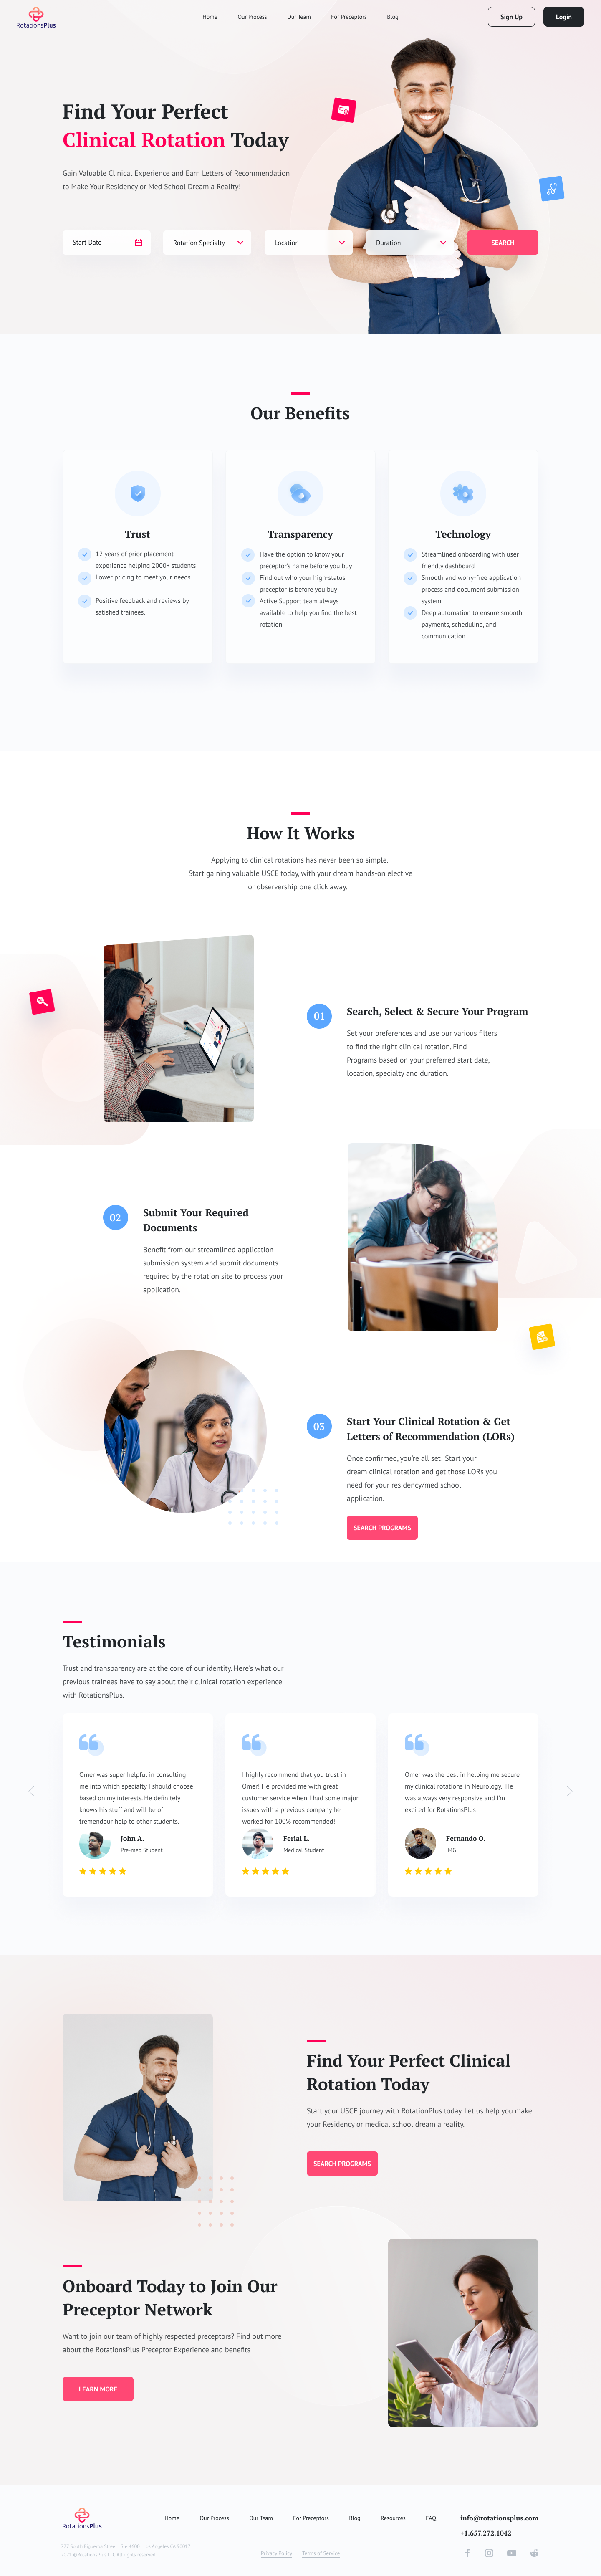 RotationsPlus
Home
Our Process
Our Team
For Preceptors
Blog
Sign Up
Login
Find Your Perfect
Clinical Rotation Today
Gain Valuable Clinical Experience and Earn Letters of Recommendation
to Make Your Residency or Med School Dream a Reality!
Start Date
Rotation Specialty
Location
Duration
SEARCH
Our Benefits
Trust
12 years of prior placement
experience helping 2000+ students
Lower pricing to meet your needs
Positive feedback and reviews by
satisfied trainees.
Transparency
Have the option to know your
preceptor's name before you buy
Find out who your high-status
preceptor is before you buy
Active Support team always
available to help you find the best
rotation
Technology
Streamlined onboarding with user
friendly dashboard
Smooth and worry-free application
process and document submission
system
Deep automation to ensure smooth
payments, scheduling, and
communication
How It Works
Applying to clinical rotations has never been so simple.
Start gaining valuable USCE today, with your dream hands-on elective
or observership one click away.
01
Search, Select & Secure Your Program
Set your preferences and use our various filters
to find the right clinical rotation. Find
Programs based on your preferred start date,
location, specialty and duration.
02
Submit Your Required
Documents
Benefit from our streamlined application
submission system and submit documents
required by the rotation site to process your
application.
03
Start Your Clinical Rotation & Get
Letters of Recommendation (LORs)
Once confirmed, you're all set! Start your
dream clinical rotation and get those LORs you
need for your residency/med school
application.
SEARCH PROGRAMS
Testimonials
Trust and transparency are at the core of our identity. Here's what our
previous trainees have to say about their clinical rotation experience
with RotationsPlus.
Omer was super helpful in consulting
me into which specialty I should choose
based on my interests. He definitely
knows his stuff and will be of
tremendour help to other students.
John A.
Pre-med Student
I highly recommend that you trust in
Omer! He provided me with great
customer service when I had some major
issues with a previous company he
worked for. 100% recommended!
Ferial L.
Medical Student
Omer was the best in helping me secure
my clinical rotations in Neurology. He
was always very responsive and I'm
excited for RotationsPlus
Fernando O.
IMG
Find Your Perfect Clinical
Rotation Today
Start your USCE journey with RotationPlus today. Let us help you make
your Residency or medical school dream a reality.
SEARCH PROGRAMS
Onboard Today to Join Our
Preceptor Network
Want to join our team of highly respected preceptors? Find out more
about the RotationsPlus Preceptor Experience and benefits
LEARN MORE
RotationsPlus
Home
Our Process
Our Team
For Preceptors
Blog
Resources
FAQ
info@rotationsplus.com
+1.657.272.1042
777 South Figueroa Street · Ste 4600 · Los Angeles CA 90017
2021 @RotationsPlus LLC All rights reserved
Privacy Policy
Terms of Service